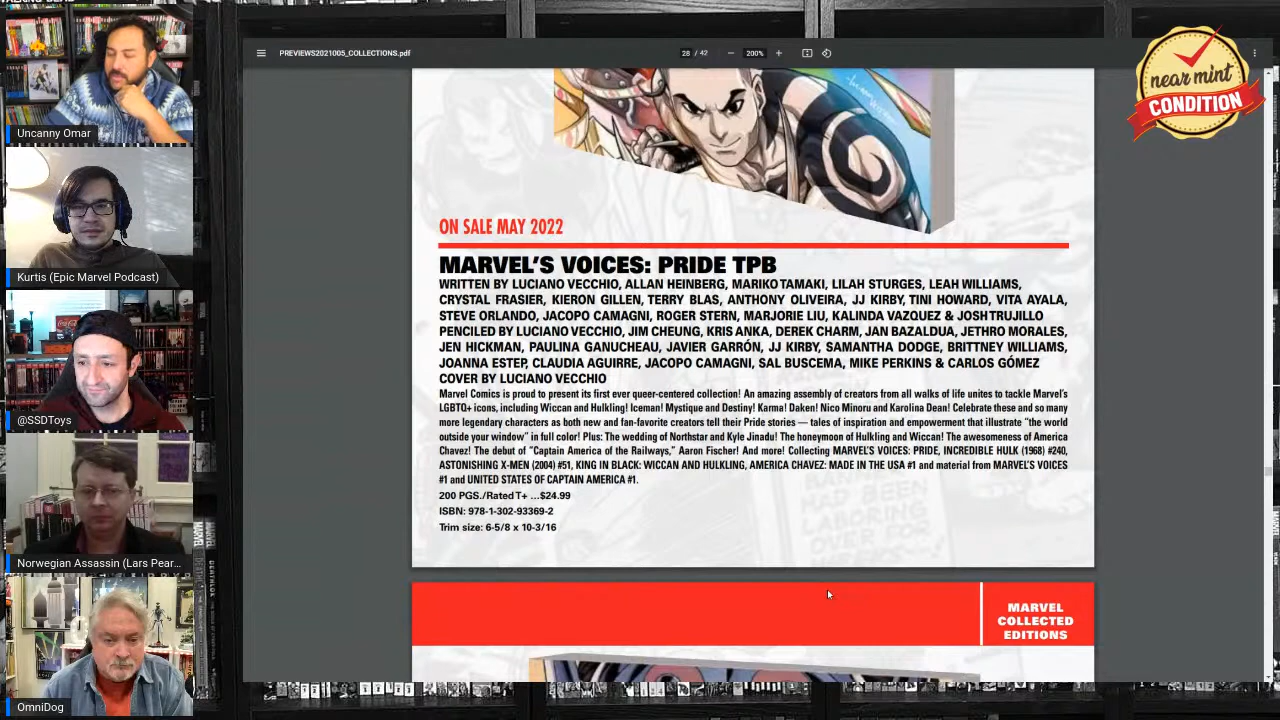 PREVIEWS2021005_COLLECTIONS.pdf
28 / 42
200%
near mint
CONDITION
Uncanny Omar
Kurtis (Epic Marvel Podcast)
@SSDToys
Norwegian Assassin (Lars Pear...
OmniDog
ON SALE MAY 2022
MARVEL'S VOICES: PRIDE TPB
WRITTEN BY LUCIANO VECCHIO, ALLAN HEINBERG, MARIKO TAMAKI, LILAH STURGES, LEAH WILLIAMS,
CRYSTAL FRASIER, KIERON GILLEN, TERRY BLAS, ANTHONY OLIVEIRA, JJ KIRBY, TINI HOWARD, VITA AYALA,
STEVE ORLANDO, JACOPO CAMAGNI, ROGER STERN, MARJORIE LIU, KALINDA VAZQUEZ & JOSH TRUJILLO
PENCILED BY LUCIANO VECCHIO, JIM CHEUNG, KRIS ANKA, DEREK CHARM, JAN BAZALDUA, JETHRO MORALES,
JEN HICKMAN, PAULINA GANUCHEAU, JAVIER GARRÓN, JJ KIRBY, SAMANTHA DODGE, BRITTNEY WILLIAMS,
JOANNA ESTEP, CLAUDIA AGUIRRE, JACOPO CAMAGNI, SAL BUSCEMA, MIKE PERKINS & CARLOS GÓMEZ
COVER BY LUCIANO VECCHIO
Marvel Comics is proud to present its first ever queer-centered collection! An amazing assembly of creators from all walks of life unites to tackle Marvel's
LGBTQ+ icons, including Wiccan and Hulkling! Iceman! Mystique and Destiny! Karma! Daken! Nico Minoru and Karolina Dean! Celebrate these and so many
more legendary characters as both new and fan-favorite creators tell their Pride stories — tales of inspiration and empowerment that illustrate "the world
outside your window" in full color! Plus: The wedding of Northstar and Kyle Jinadu! The honeymoon of Hulkling and Wiccan! The awesomeness of America
Chavez! The debut of "Captain America of the Railways," Aaron Fischer! And more! Collecting MARVEL'S VOICES: PRIDE, INCREDIBLE HULK (1968) #240,
ASTONISHING X-MEN (2004) #51, KING IN BLACK: WICCAN AND HULKLING, AMERICA CHAVEZ: MADE IN THE USA #1 and material from MARVEL'S VOICES
#1 and UNITED STATES OF CAPTAIN AMERICA #1.
200 PGS./Rated T+ ...$24.99
ISBN: 978-1-302-93369-2
Trim size: 6-5/8 x 10-3/16
MARVEL
COLLECTED
EDITIONS